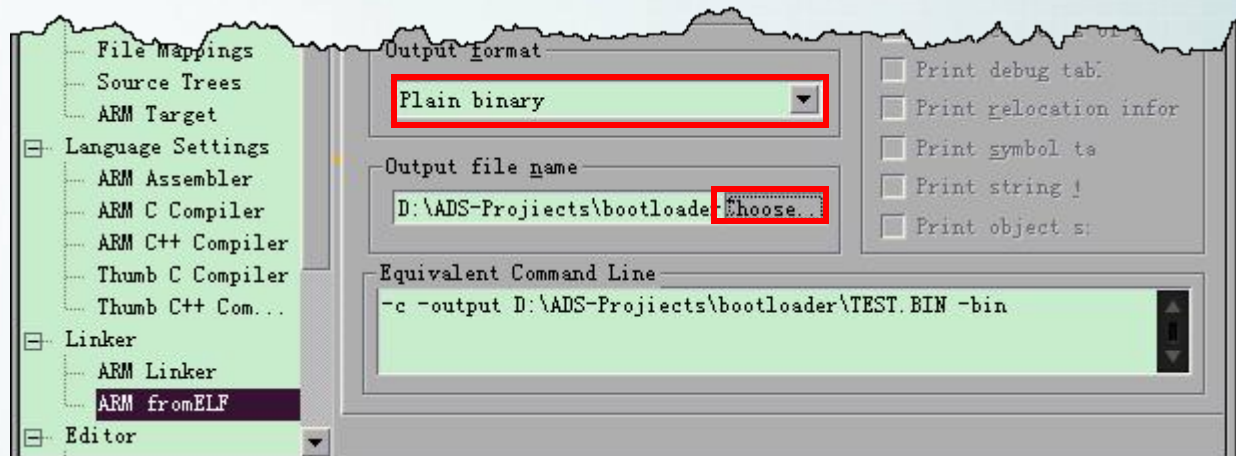 File Mappings
Source Trees
ARM Target
Language Settings
ARM Assembler
ARM C Compiler
ARM C++ Compiler
Thumb C Compiler
Thumb C++ Com...
Linker
ARM Linker
ARM fromELF
Editor
Output format
Plain binary
Output file name
D:\ADS-Projiects\bootloader
Choose..
Equivalent Command Line
-c -output D:\ADS-Projiects\bootloader\TEST.BIN -bin
Print debug tab
Print relocation infor
Print symbol ta
Print string t
Print object s